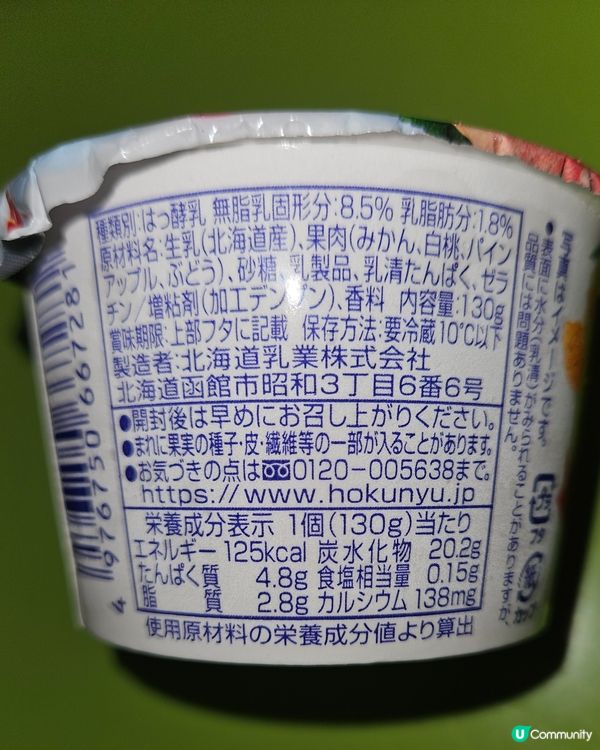 種類別:はっ酵乳 無脂乳固形分:8.5% 乳脂肪分:1.8%
原材料名:生乳(北海道産)、果肉(みかん、白桃、パイン
アップル、ぶどう)、砂糖、乳製品、乳清たんぱく、ゼラ
チン/増粘剤(加工デンプン)、香料 内容量:130g
賞味期限:上部フタに記載 保存方法:要冷蔵10℃以下
製造者:北海道乳業株式会社
北海道函館市昭和3丁目6番6号
●開封後は早めにお召し上がりください。
●まれに果実の種子・皮・繊維等の一部が入ることがあります。
●お気づきの点は0120-005638まで。
https://www.hokunyu.jp
栄養成分表示 1個(130g)当たり
エネルギー 125kcal 炭水化物 20.2g
たんぱく質 4.8g 食塩相当量 0.15g
脂質 2.8g カルシウム 138mg
使用原材料の栄養成分値より算出
4 976750 667281
写真はイメージです。
●表面に水分(乳清)がみられることがありますが、
品質には問題ありません。
プラ
紙
カップ
U Community